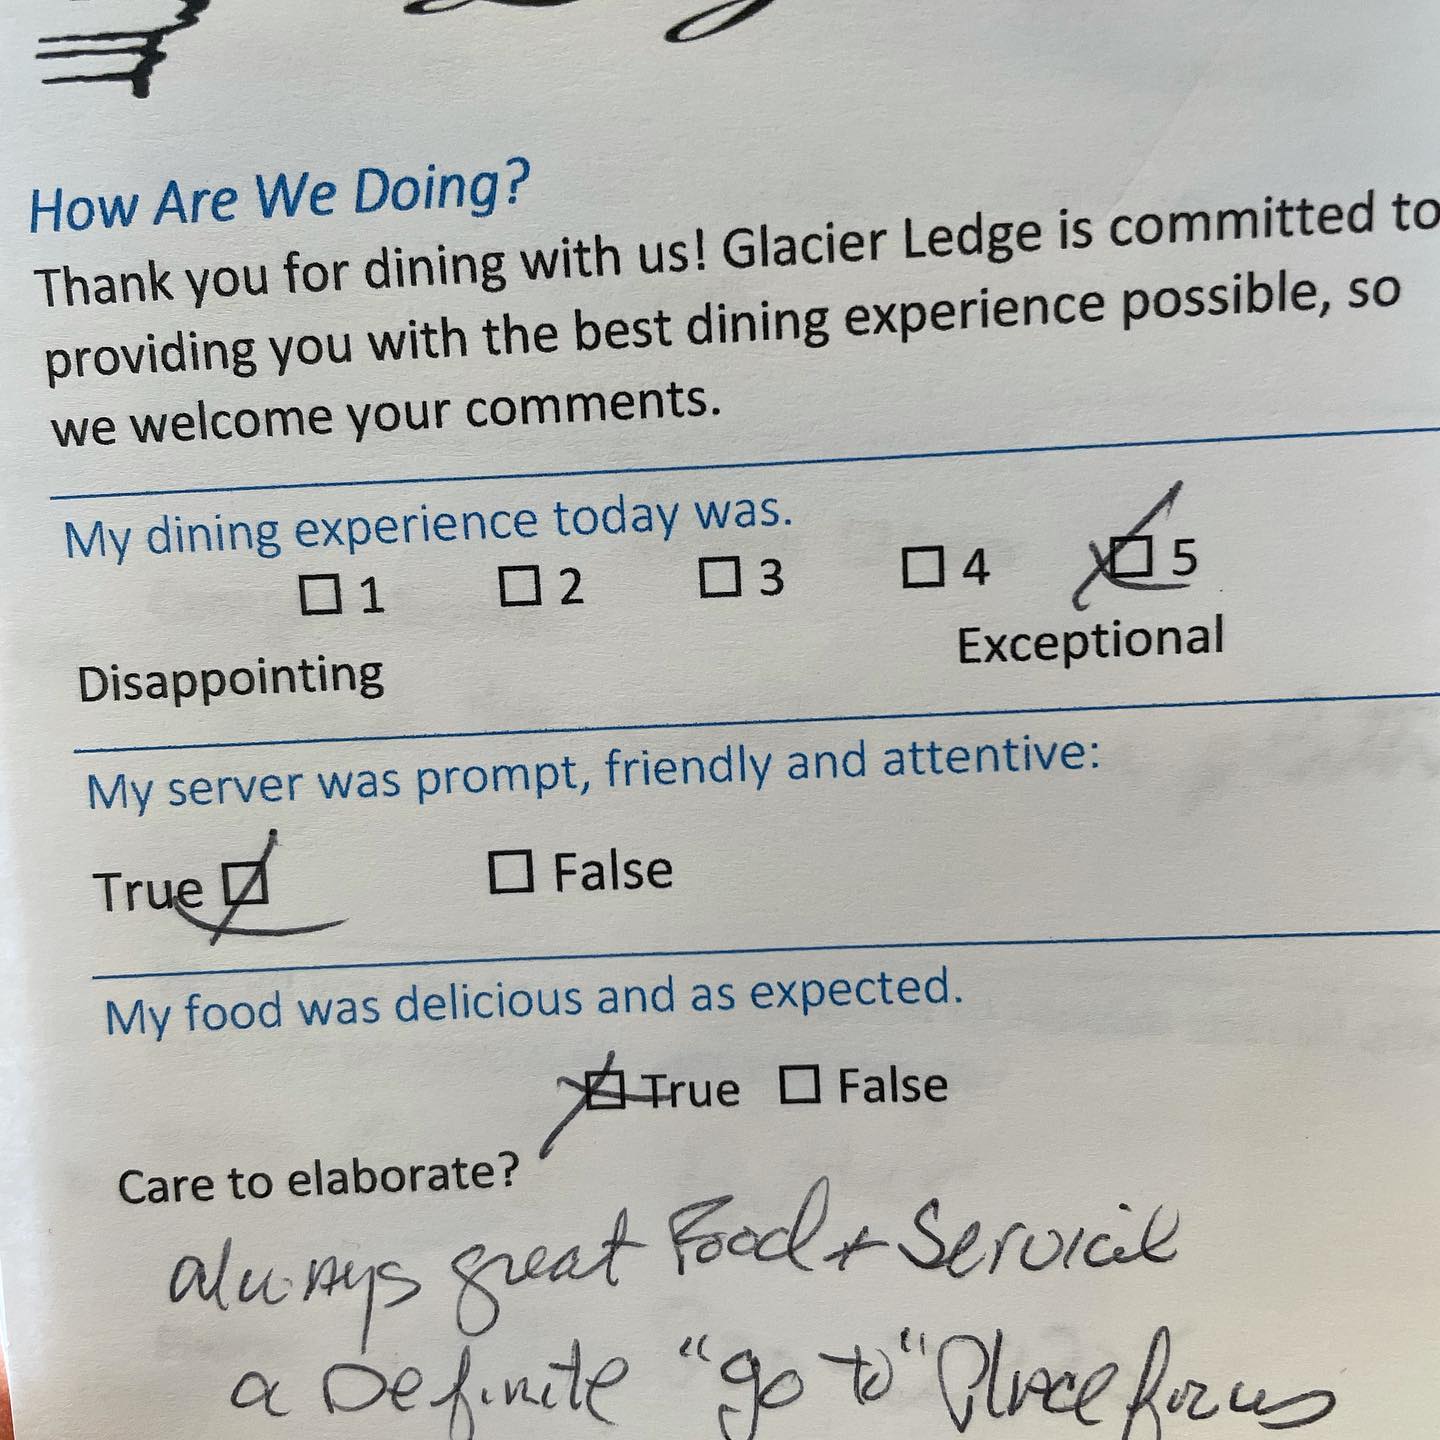 How Are We Doing?
Thank you for dining with us! Glacier Ledge is committed to
providing you with the best dining experience possible, so
we welcome your comments.
My dining experience today was.
☐ 1 ☐ 2 ☐ 3 ☐ 4 ☒ 5
Disappointing Exceptional
My server was prompt, friendly and attentive:
True ☒ ☐ False
My food was delicious and as expected.
☒ True ☐ False
Care to elaborate?
always great Food + Service
a Definite "go to" Place for us